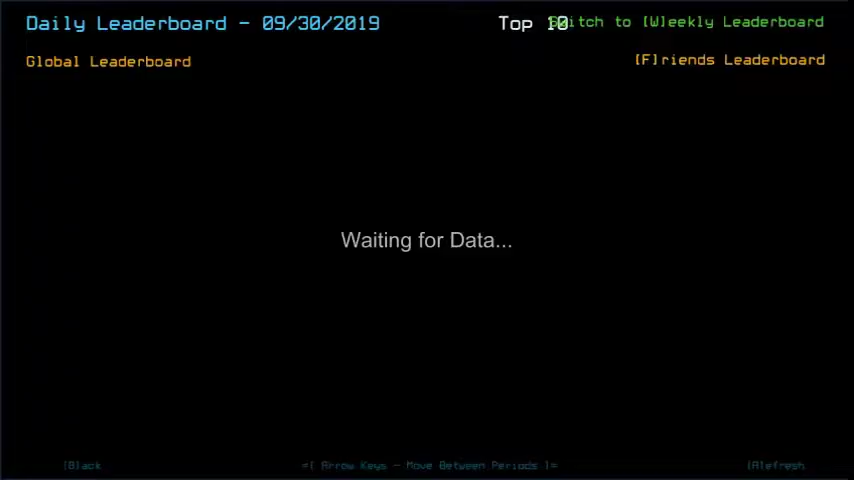 Daily Leaderboard - 09/30/2019 Top 10 Switch to [W]eekly Leaderboard
Global Leaderboard [F]riends Leaderboard
Waiting for Data...
[B]ack =[ Arrow Keys - Move Between Periods ]= [R]efresh